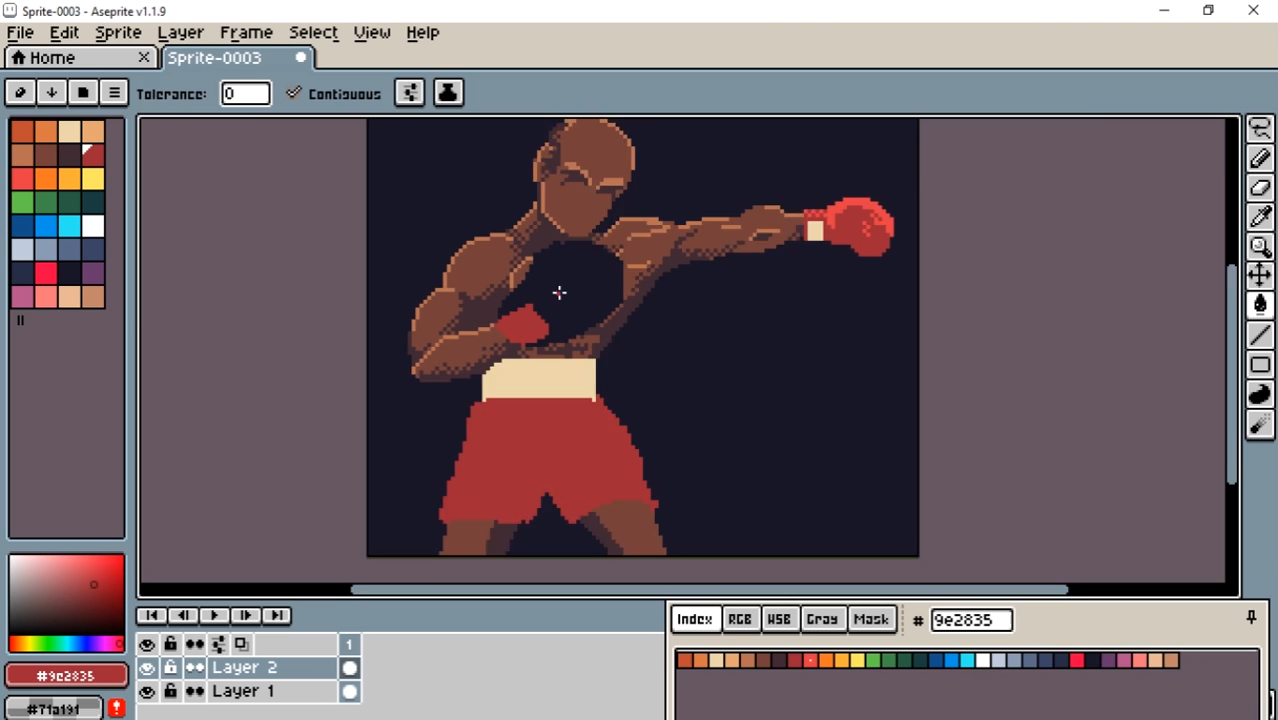 Sprite-0003 - Aseprite v1.1.9
File Edit Sprite Layer Frame Select View Help
Home Sprite-0003
Tolerance: 0 Contiguous
Index RGB HSB Gray Mask # 9e2835
1
Layer 2
Layer 1
#9e2835
#71a191